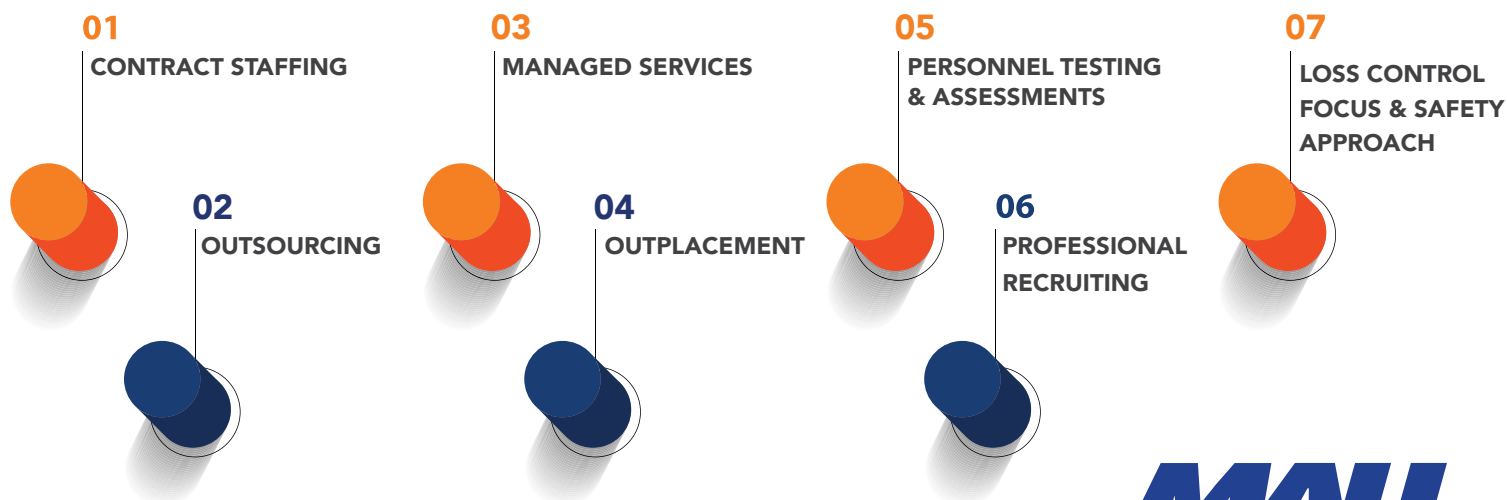 01
CONTRACT STAFFING
02
OUTSOURCING
03
MANAGED SERVICES
04
OUTPLACEMENT
05
PERSONNEL TESTING
& ASSESSMENTS
06
PROFESSIONAL
RECRUITING
07
LOSS CONTROL
FOCUS & SAFETY
APPROACH